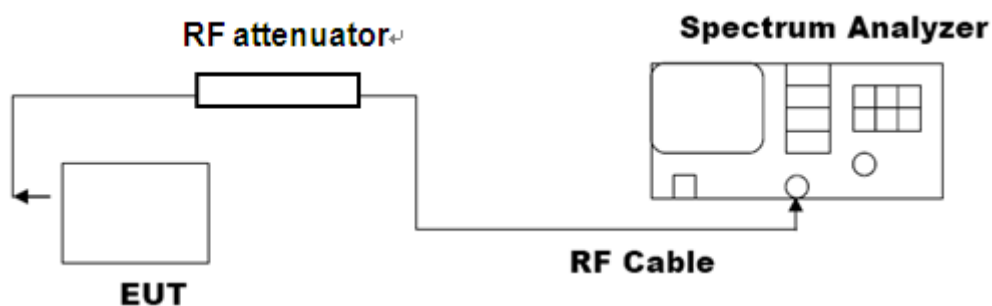 RF attenuator↵
Spectrum Analyzer
RF Cable
EUT